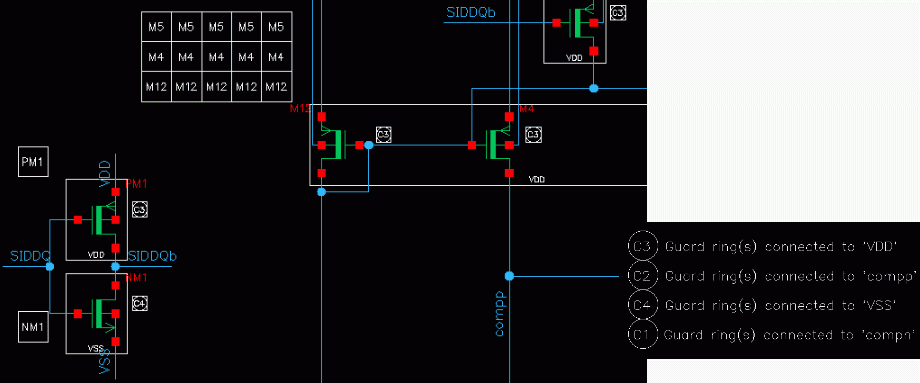 SIDDQb
C3
M5 M5 M5 M5 M5
M4 M4 M4 M4 M4
M12 M12 M12 M12 M12
VDD
M4
C3
C3
PM1
VDD
PM1
VDD
C3
VDD
SIDDQ
SIDDQb
NM1
C4
NM1
VSS
VSS
compp
C3 Guard ring(s) connected to 'VDD'
C2 Guard ring(s) connected to 'compp'
C4 Guard ring(s) connected to 'VSS'
C1 Guard ring(s) connected to 'compn'